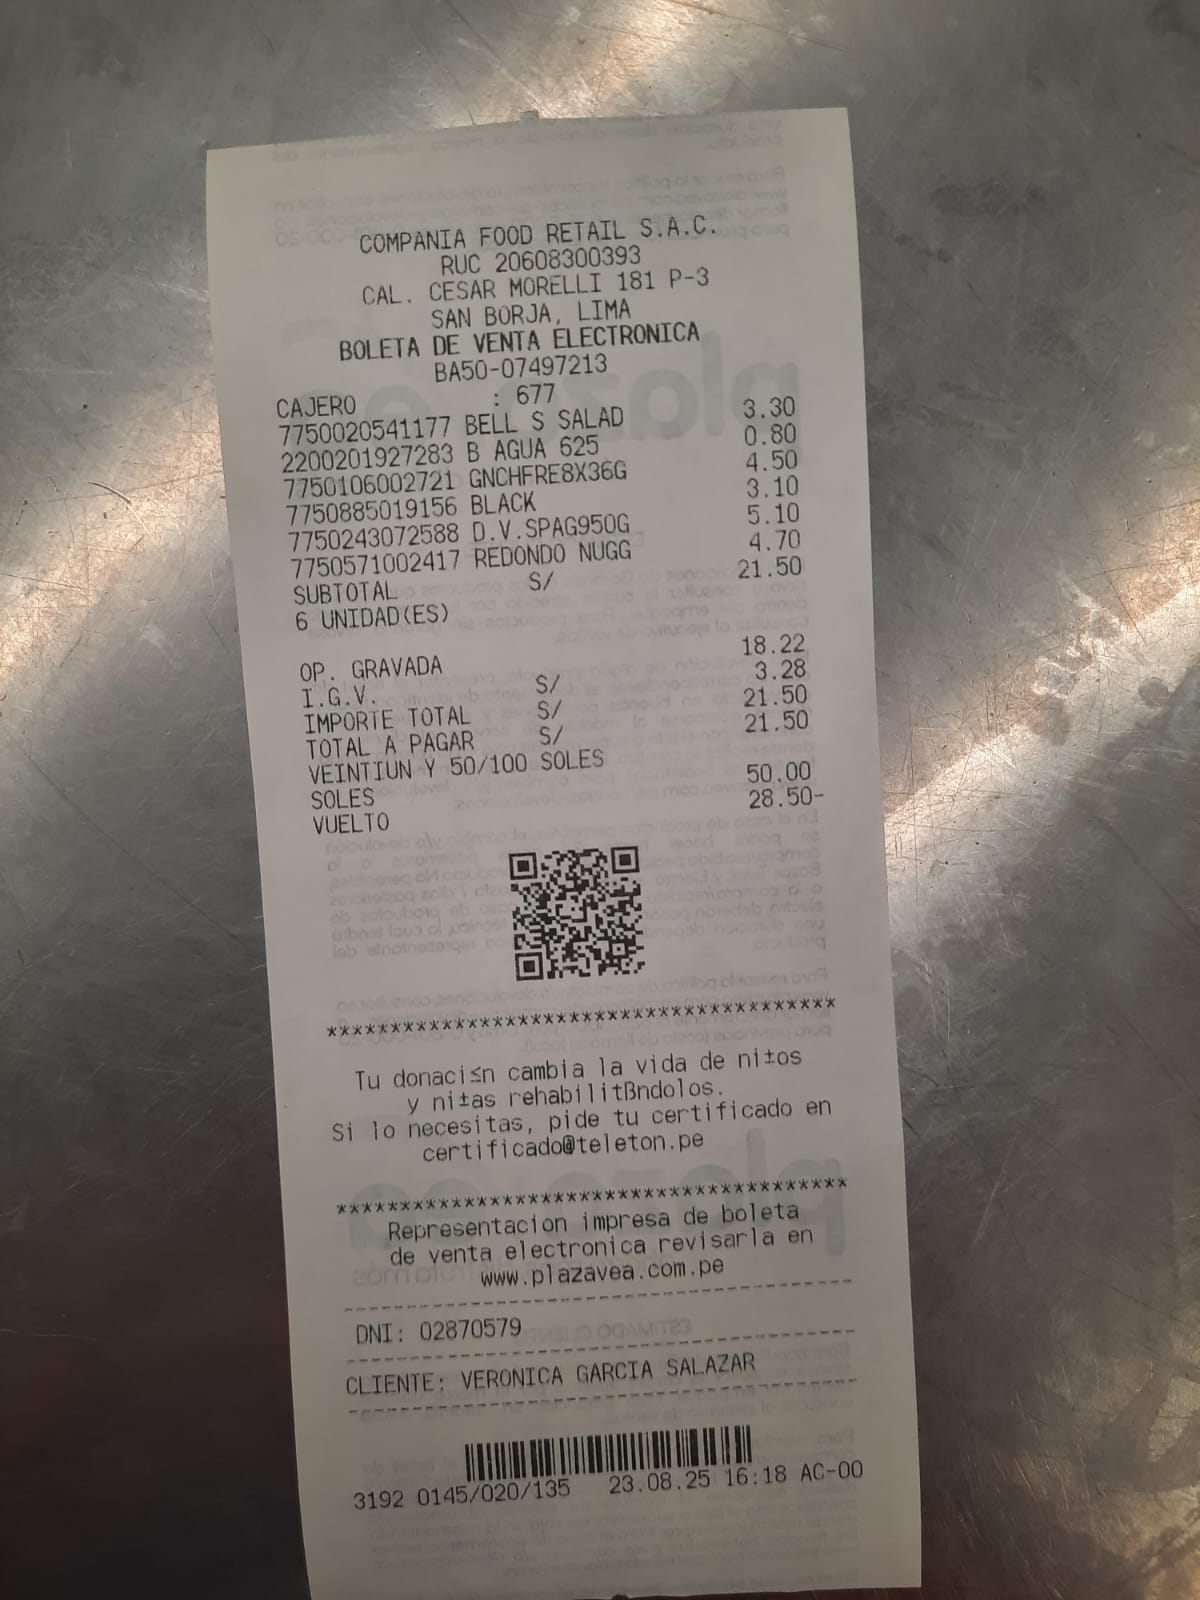 COMPANIA FOOD RETAIL S.A.C.
RUC 20608300393
CAL. CESAR MORELLI 181 P-3
SAN BORJA, LIMA
BOLETA DE VENTA ELECTRONICA
BA50-07497213
CAJERO : 677
7750020541177 BELL S SALAD 3.30
2200201927283 B AGUA 625 0.80
7750106002721 GNCHFRE8X36G 4.50
7750885019156 BLACK 3.10
7750243072588 D.V.SPAG950G 5.10
7750571002417 REDONDO NUGG 4.70
SUBTOTAL S/ 21.50
6 UNIDAD(ES)
OP. GRAVADA 18.22
I.G.V. S/ 3.28
IMPORTE TOTAL S/ 21.50
TOTAL A PAGAR S/ 21.50
VEINTIUN Y 50/100 SOLES
SOLES 50.00
VUELTO 28.50-
****************************************
Tu donaci≤n cambia la vida de ni±os
y ni±as rehabilitßndolos.
Si lo necesitas, pide tu certificado en
certificado@teleton.pe
****************************************
Representacion impresa de boleta
de venta electronica revisarla en
www.plazavea.com.pe
DNI: 02870579
CLIENTE: VERONICA GARCIA SALAZAR
3192 0145/020/135 23.08.25 16:18 AC-00